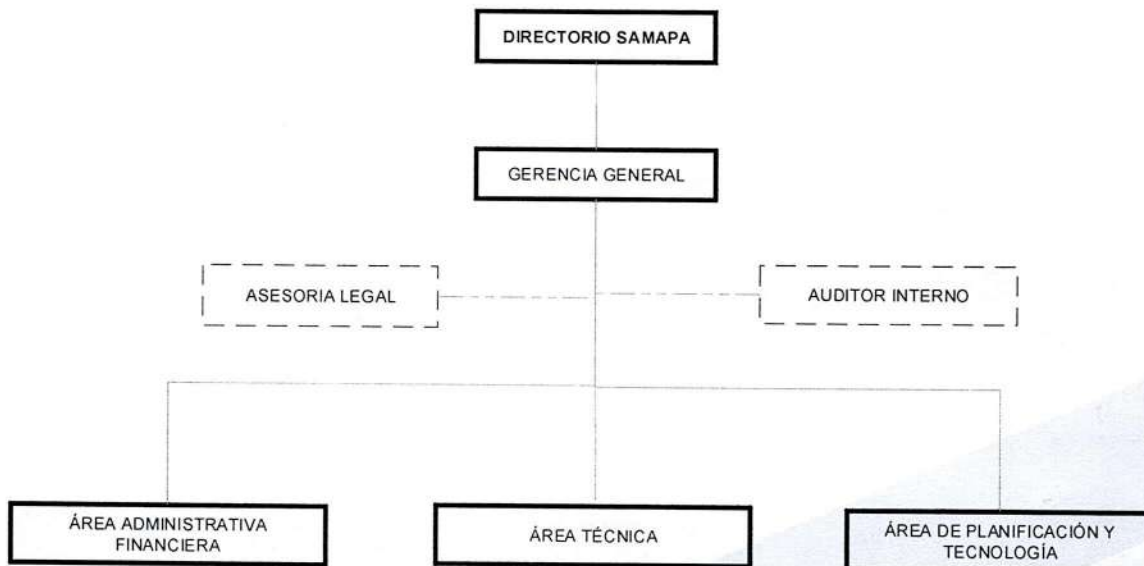 DIRECTORIO SAMAPA
GERENCIA GENERAL
ASESORIA LEGAL
AUDITOR INTERNO
ÁREA ADMINISTRATIVA
FINANCIERA
ÁREA TÉCNICA
ÁREA DE PLANIFICACIÓN Y
TECNOLOGÍA